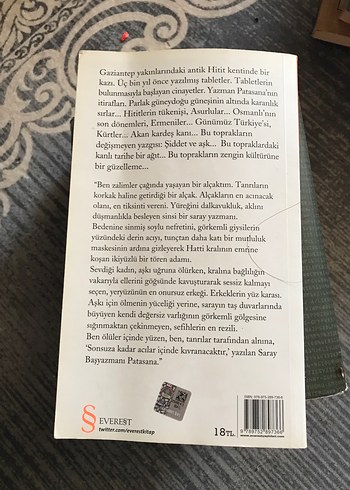 Gaziantep yakınlarındaki antik Hitit kentinde bir
kazı. Üç bin yıl önce yazılmış tabletler. Tabletlerin
bulunmasıyla başlayan cinayetler. Yazman Patasana'nın
itirafları. Parlak güneydoğu güneşinin altında karanlık
sırlar... Hititlerin tükenişi, Asurlular... Osmanlı'nın
son dönemleri, Ermeniler... Günümüz Türkiye'si,
Kürtler... Akan kardeş kanı... Bu toprakların
değişmeyen yazgısı: Şiddet ve aşk... Bu topraklardaki
kanlı tarihe bir ağıt... Bu toprakların zengin kültürüne
bir güzelleme...
"Ben zalimler çağında yaşayan bir alçaktım. Tanrıların
korkak haline getirdiği bir alçak. Alçakların en acınacak
olanı, en tiksinti vereni. Yüreğini dalkavukluk, aklını
düşmanlıkla besleyen sinsi bir saray yazmanı.
Bedenine sinmiş soylu nefretini, görkemli giysilerin
yüzündeki derin acıyı, tunçtan daha katı bir mutluluk
maskesinin ardına gizleyerek Hatti kralının emrine
koşan ikiyüzlü bir tören adamı.
Sevdiği kadın, aşkı uğruna ölürken, kralına bağlılığın
vakarıyla ellerini göğsünde kavuşturarak sessiz kalmayı
seçen, yeryüzünün en onursuz erkeği. Erkeklerin yüz karası.
Aşkı için ölmenin yüceliği yerine, sarayın taş duvarlarında
büyüyen kendi değersiz varlığının görkemli gölgesine
sığınmaktan çekinmeyen, sefihlerin en rezili.
Ben ölüler içinde yüzen, ben, tanrılar tarafından alnına,
'Sonsuza kadar acılar içinde kıvranacaktır,' yazılan Saray
Başyazmanı Patasana."
EVEREST
twitter.com/everestkitap
18